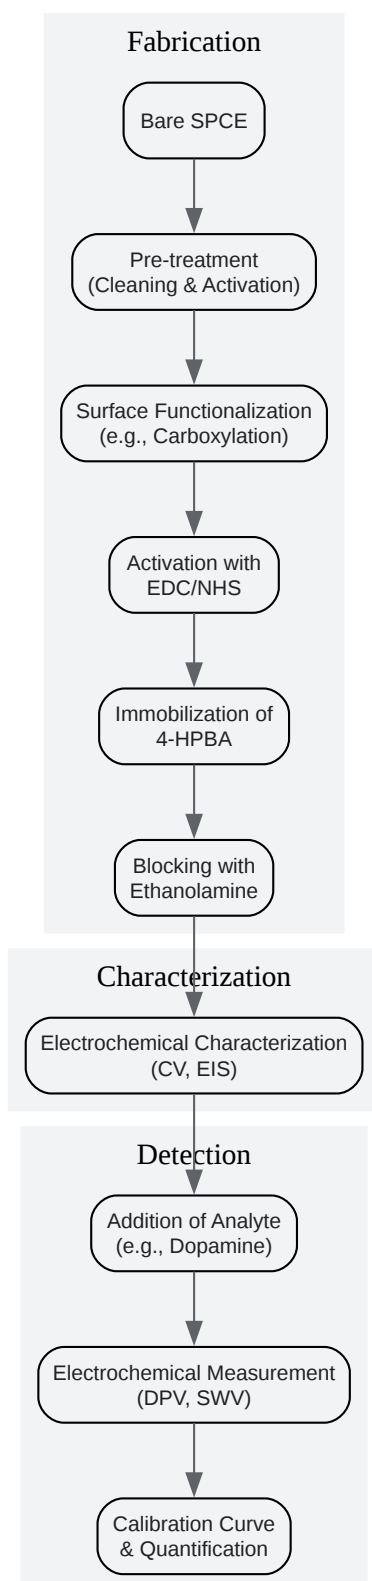 Fabrication
Bare SPCE
Pre-treatment
(Cleaning & Activation)
Surface Functionalization
(e.g., Carboxylation)
Activation with
EDC/NHS
Immobilization of
4-HPBA
Blocking with
Ethanolamine
Characterization
Electrochemical Characterization
(CV, EIS)
Detection
Addition of Analyte
(e.g., Dopamine)
Electrochemical Measurement
(DPV, SWV)
Calibration Curve
& Quantification